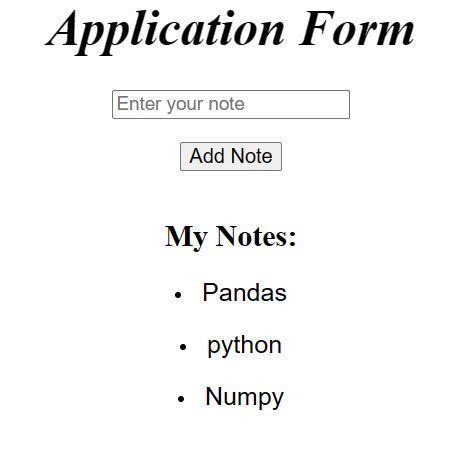 Application Form
Enter your note
Add Note
My Notes:
• Pandas
• python
• Numpy